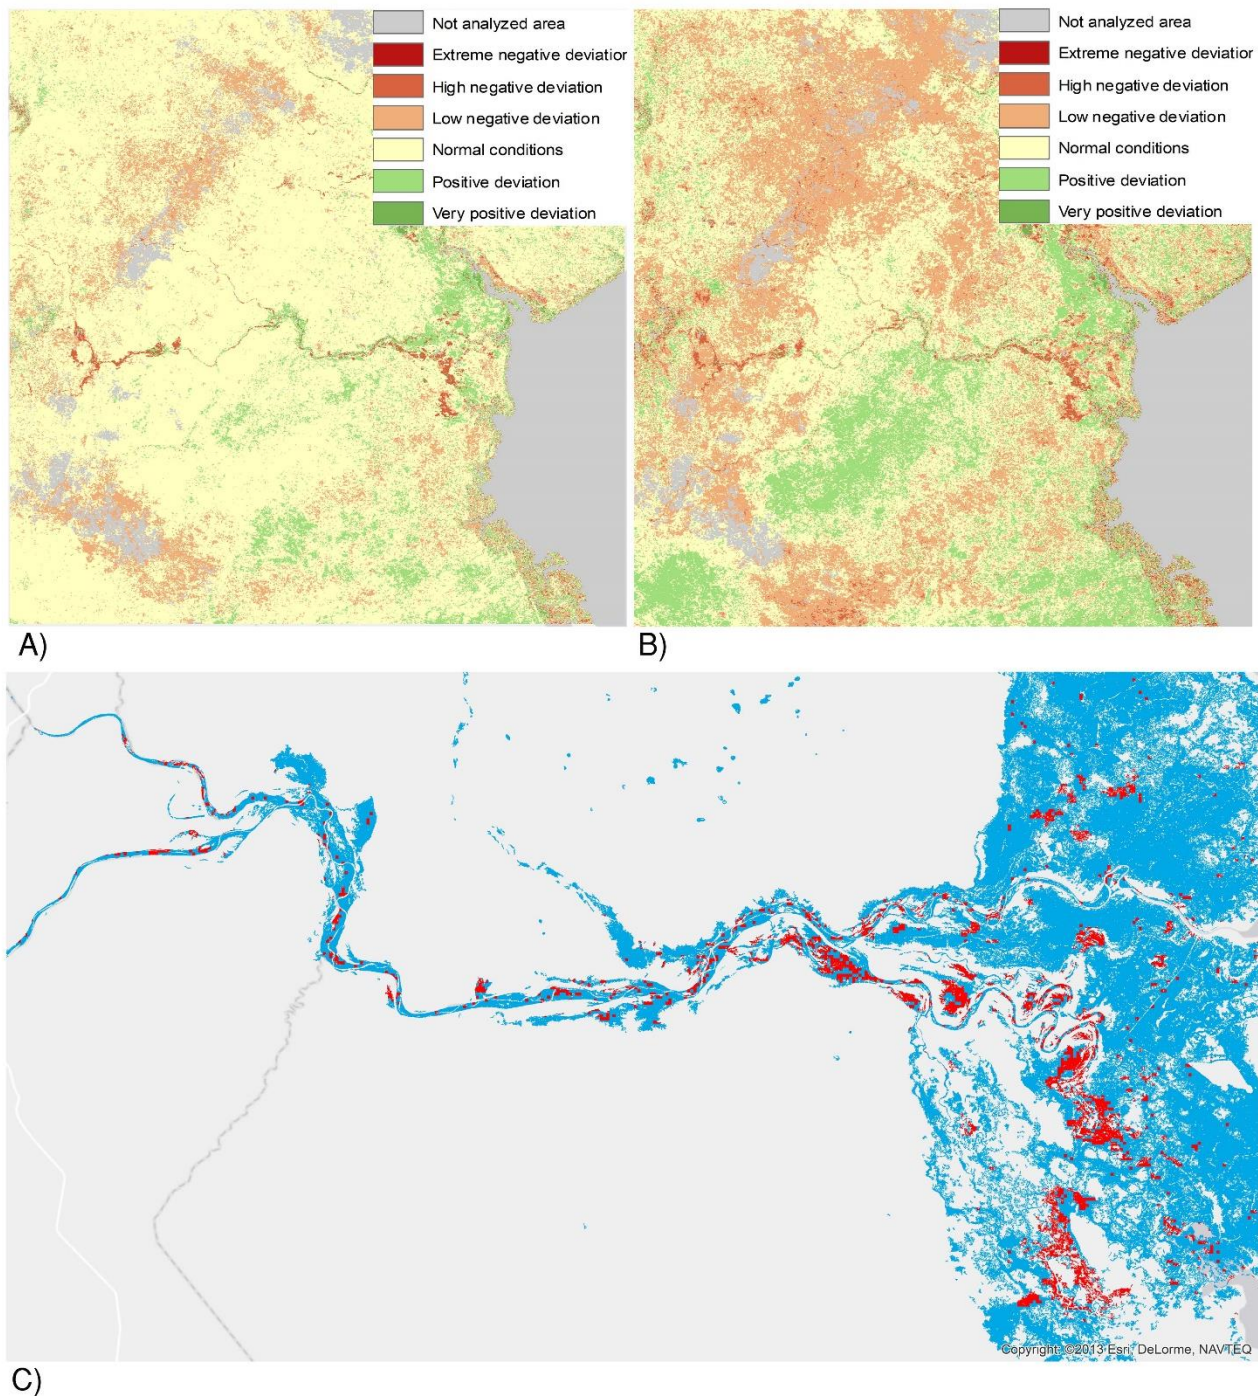 Not analyzed area
Extreme negative deviatior
High negative deviation
Low negative deviation
Normal conditions
Positive deviation
Very positive deviation
A)
Not analyzed area
Extreme negative deviatior
High negative deviation
Low negative deviation
Normal conditions
Positive deviation
Very positive deviation
B)
Copyright: ©2013 Esri, DeLorme, NAVTEQ
C)